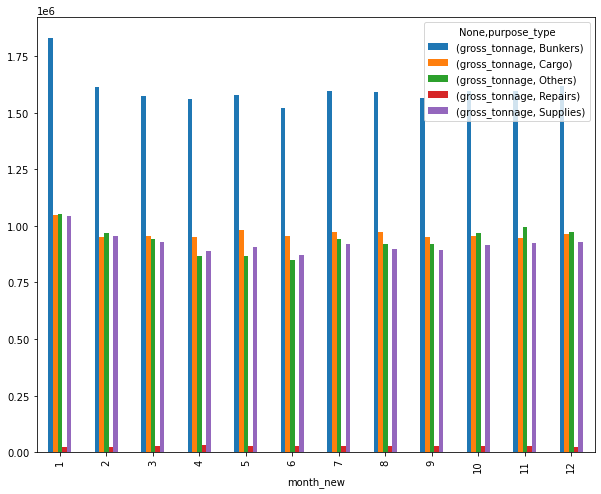 1e6
None,purpose_type
(gross_tonnage, Bunkers)
(gross_tonnage, Cargo)
(gross_tonnage, Others)
(gross_tonnage, Repairs)
(gross_tonnage, Supplies)
1.75
1.50
1.25
1.00
0.75
0.50
0.25
0.00
1 2 3 4 5 6 7 8 9 10 11 12
month_new